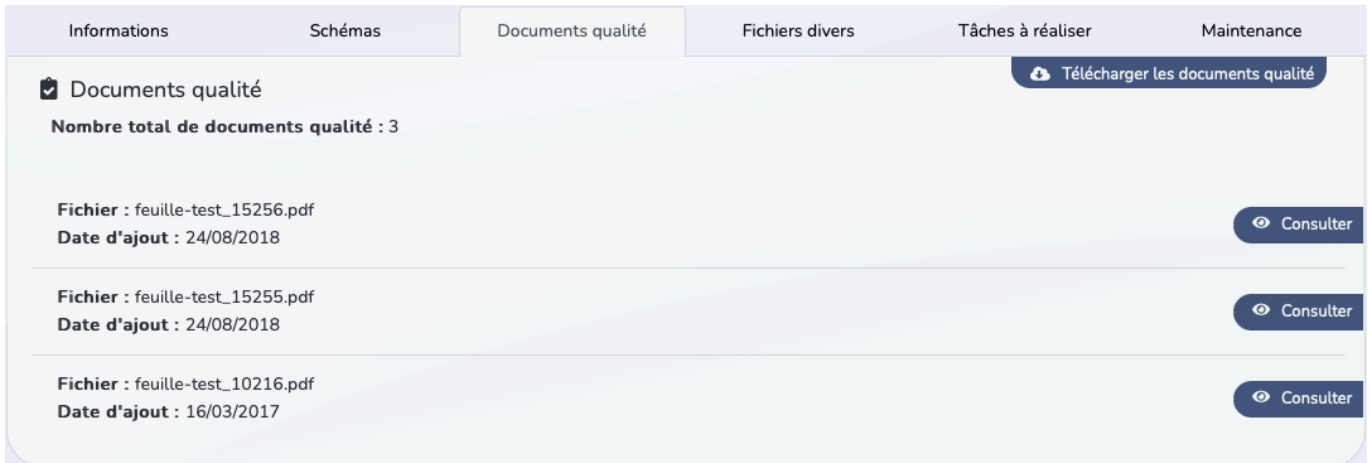 Informations Schémas Documents qualité Fichiers divers Tâches à réaliser Maintenance
Télécharger les documents qualité
Documents qualité
Nombre total de documents qualité : 3
Fichier : feuille-test_15256.pdf
Date d'ajout : 24/08/2018
Consulter
Fichier : feuille-test_15255.pdf
Date d'ajout : 24/08/2018
Consulter
Fichier : feuille-test_10216.pdf
Date d'ajout : 16/03/2017
Consulter